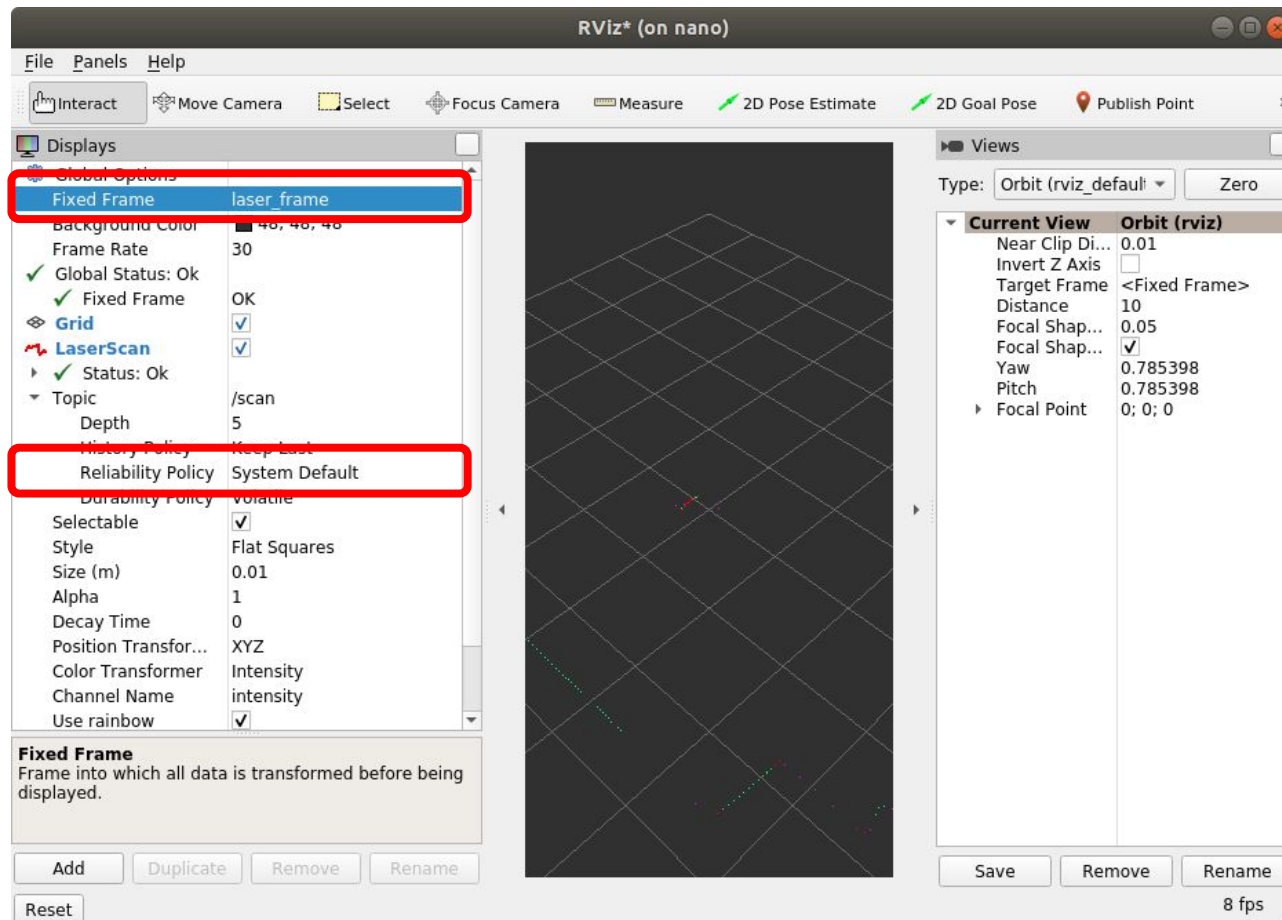 RViz* (on nano)
File Panels Help
Interact Move Camera Select Focus Camera Measure 2D Pose Estimate 2D Goal Pose Publish Point
Displays
Global Options
Fixed Frame laser_frame
Background Color 48; 48; 48
Frame Rate 30
Global Status: Ok
Fixed Frame OK
Grid
LaserScan
Status: Ok
Topic /scan
Depth 5
History Policy Keep Last
Reliability Policy System Default
Durability Policy Volatile
Selectable
Style Flat Squares
Size (m) 0.01
Alpha 1
Decay Time 0
Position Transfor... XYZ
Color Transformer Intensity
Channel Name intensity
Use rainbow
Fixed Frame
Frame into which all data is transformed before being
displayed.
Add Duplicate Remove Rename
Reset
Views
Type: Orbit (rviz_defaul Zero
Current View Orbit (rviz)
Near Clip Di... 0.01
Invert Z Axis
Target Frame <Fixed Frame>
Distance 10
Focal Shap... 0.05
Focal Shap...
Yaw 0.785398
Pitch 0.785398
Focal Point 0; 0; 0
Save Remove Rename
8 fps